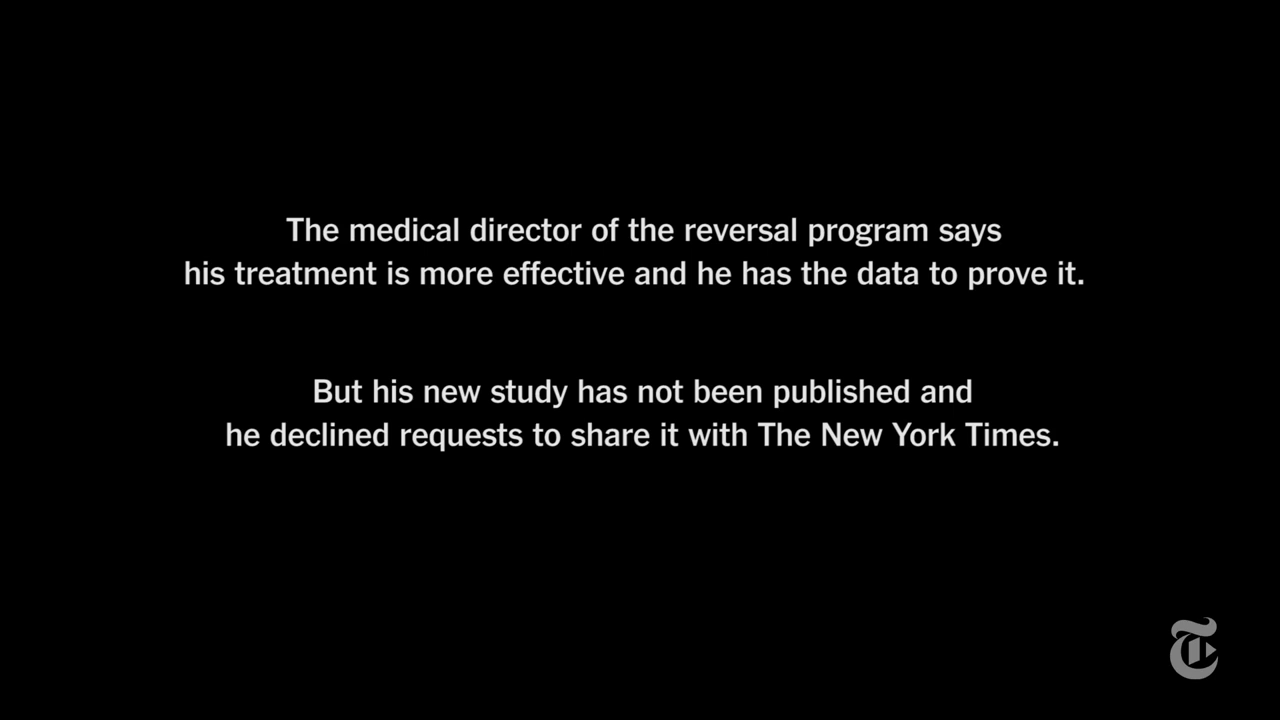 The medical director of the reversal program says
his treatment is more effective and he has the data to prove it.
But his new study has not been published and
he declined requests to share it with The New York Times.